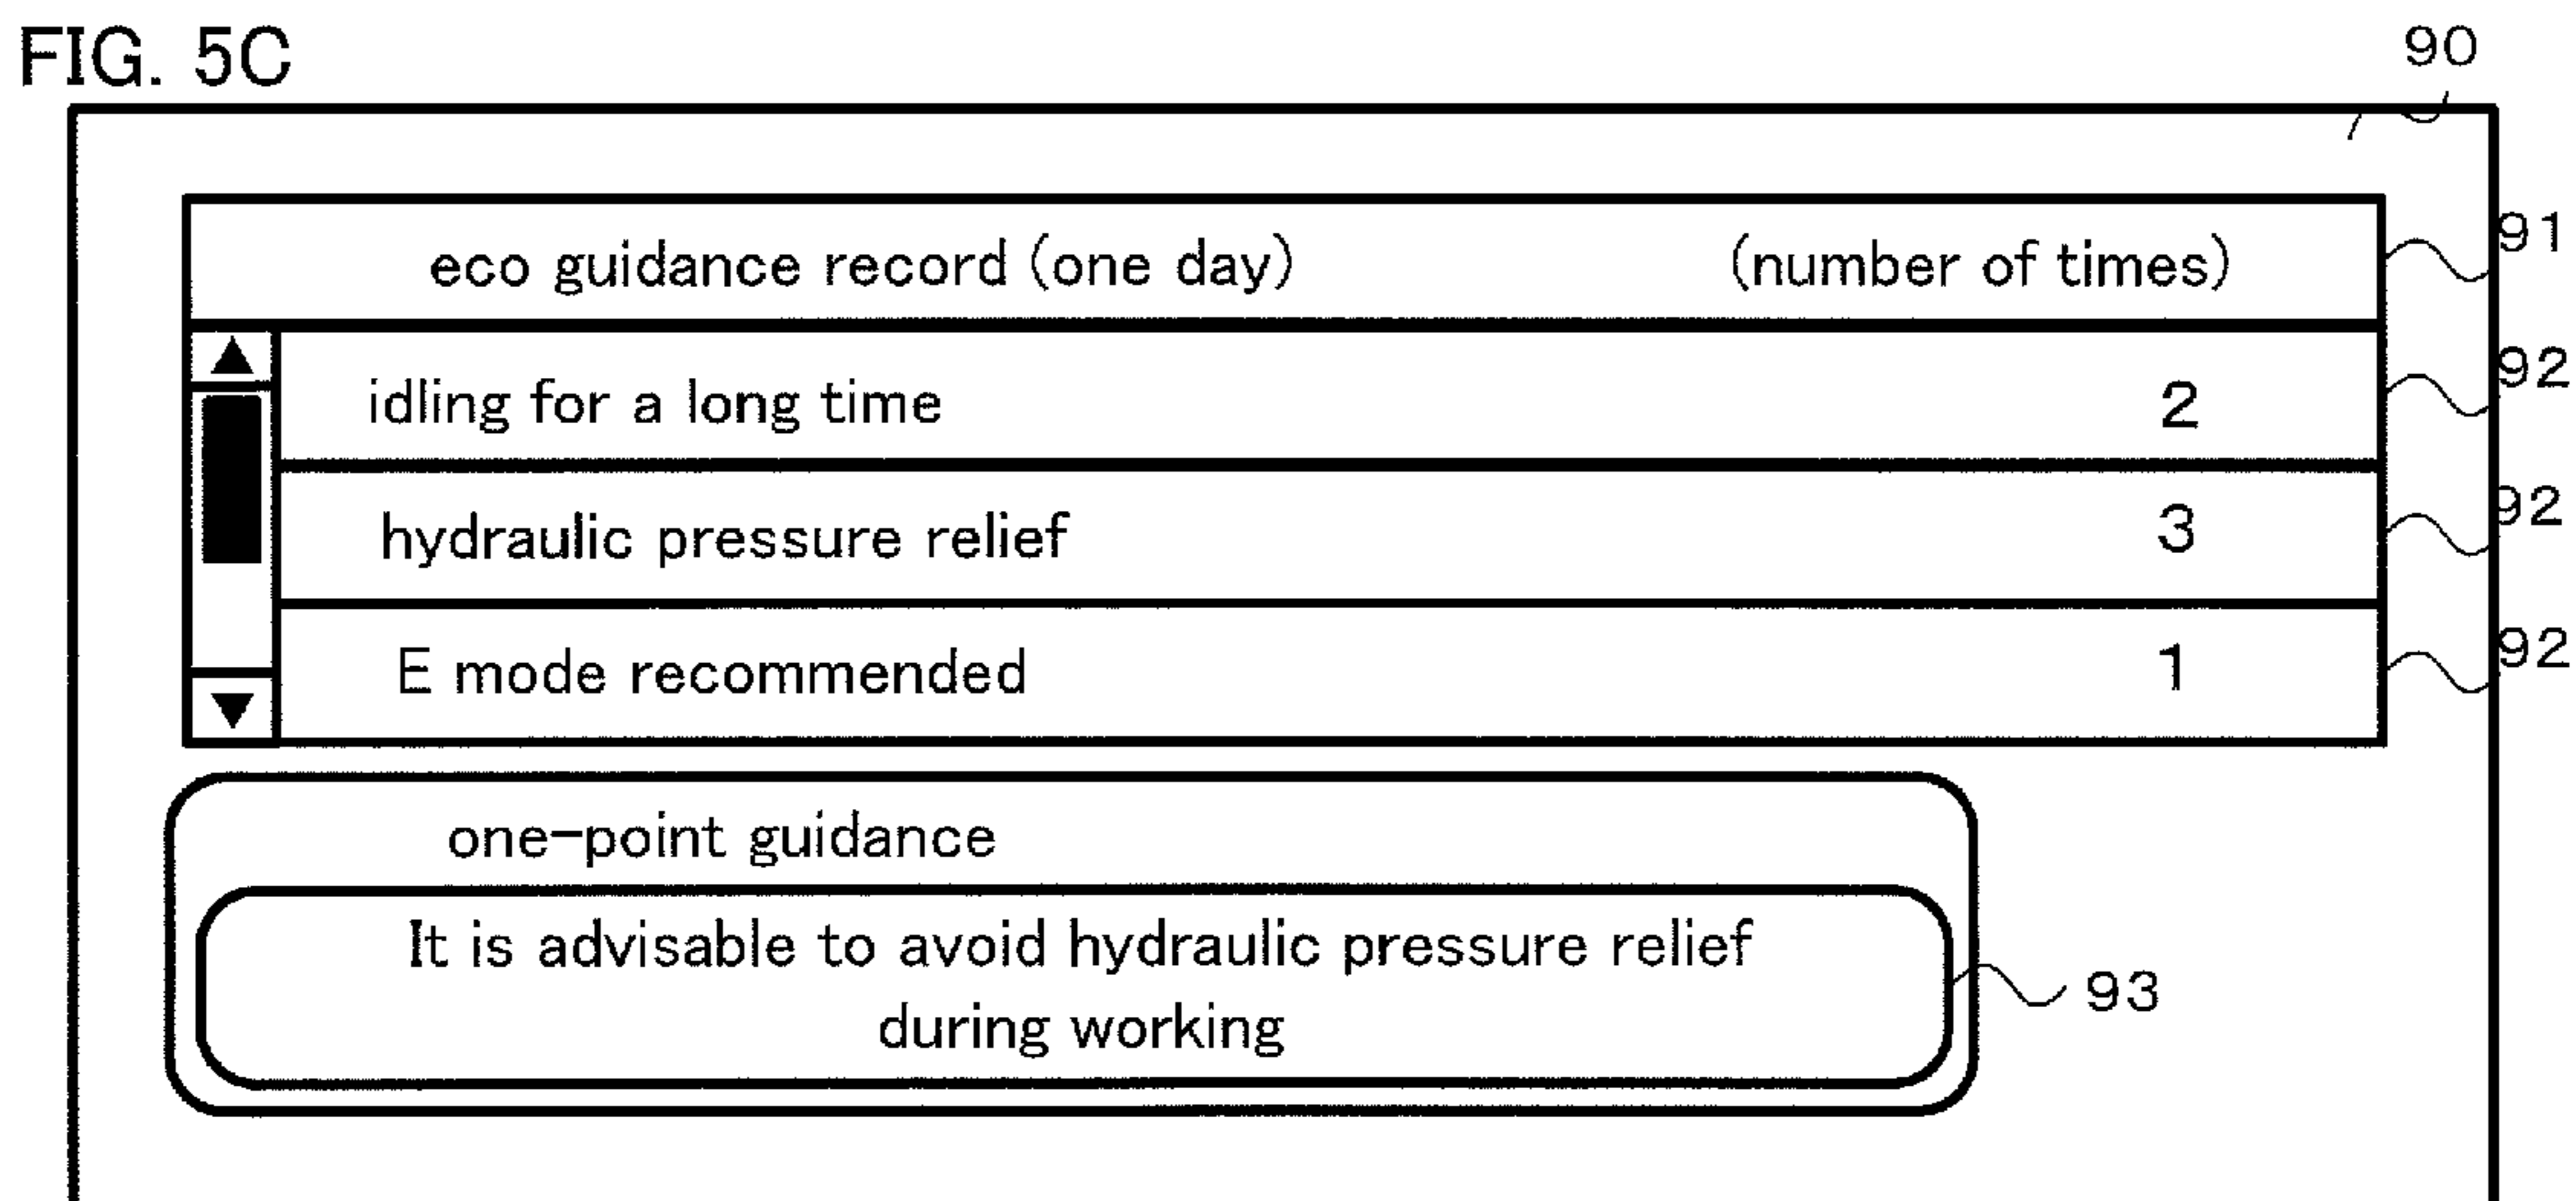 FIG. 5C
90
eco guidance record (one day) (number of times)
91
idling for a long time 2
92
hydraulic pressure relief 3
92
E mode recommended 1
92
one-point guidance
It is advisable to avoid hydraulic pressure relief
during working
93